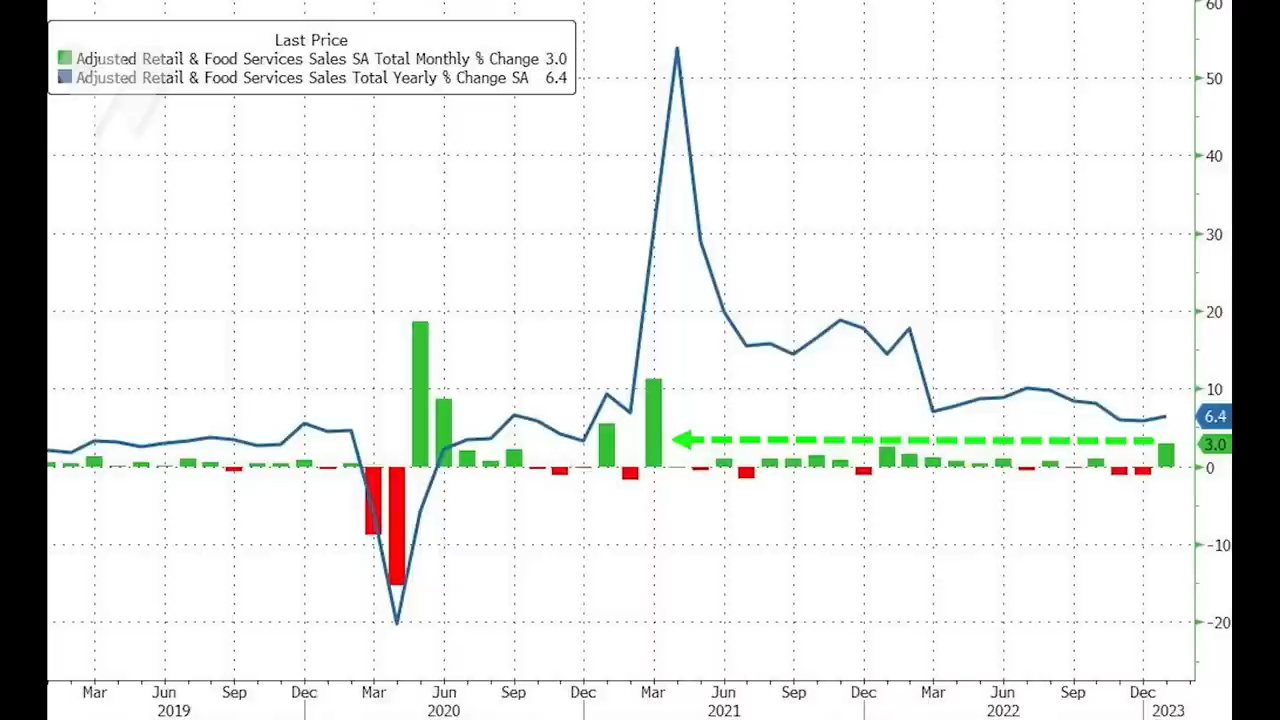 Last Price
Adjusted Retail & Food Services Sales SA Total Monthly % Change 3.0
Adjusted Retail & Food Services Sales Total Yearly % Change SA 6.4
60
50
40
30
20
10
6.4
3.0
0
-10
-20
Mar Jun Sep Dec Mar Jun Sep Dec Mar Jun Sep Dec Mar Jun Sep Dec
2019 2020 2021 2022 2023